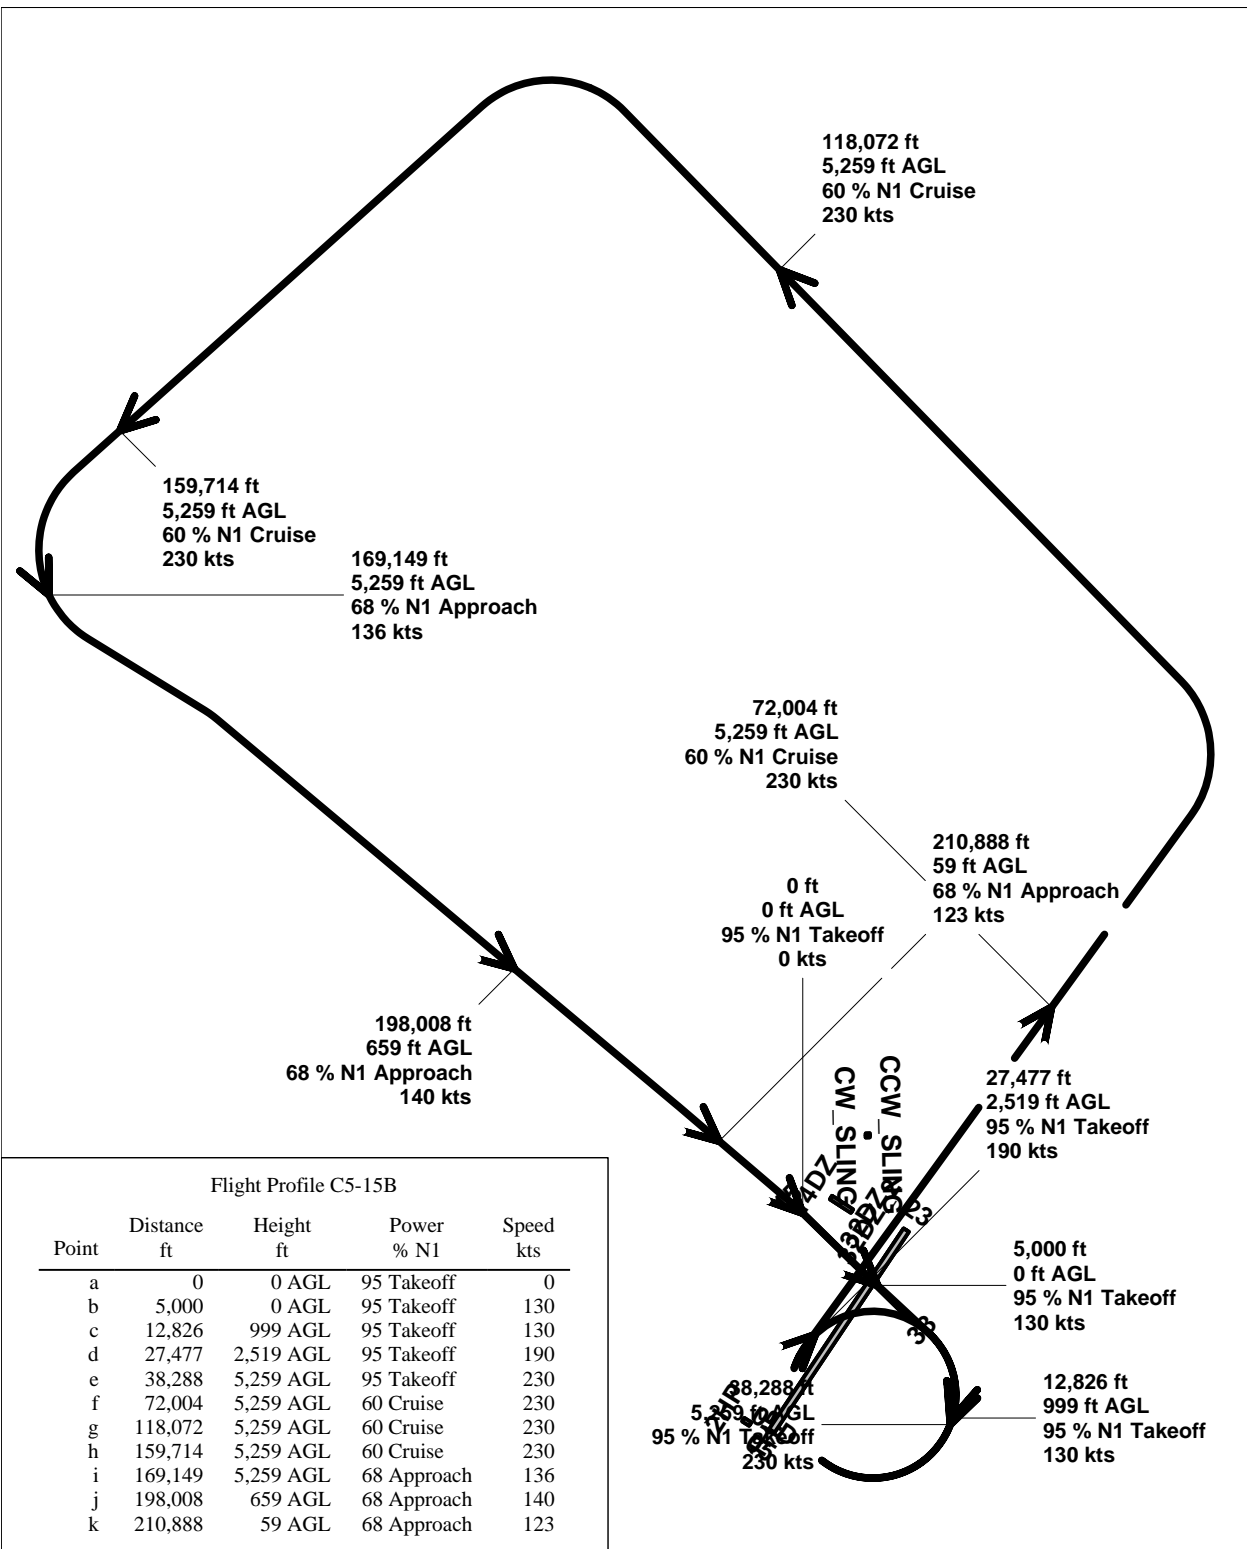 118,072 ft
5,259 ft AGL
60 % N1 Cruise
230 kts
159,714 ft
5,259 ft AGL
60 % N1 Cruise
230 kts
169,149 ft
5,259 ft AGL
68 % N1 Approach
136 kts
72,004 ft
5,259 ft AGL
60 % N1 Cruise
230 kts
210,888 ft
59 ft AGL
68 % N1 Approach
123 kts
0 ft
0 ft AGL
95 % N1 Takeoff
0 kts
198,008 ft
659 ft AGL
68 % N1 Approach
140 kts
CW_SLING
CCW_SLING
27,477 ft
2,519 ft AGL
95 % N1 Takeoff
190 kts
23
33
5,000 ft
0 ft AGL
95 % N1 Takeoff
130 kts
38,288 ft
5,259 ft AGL
95 % N1 Takeoff
230 kts
12,826 ft
999 ft AGL
95 % N1 Takeoff
130 kts
Flight Profile C5-15B
Distance Height Power Speed
Point ft ft % N1 kts
a 0 0 AGL 95 Takeoff 0
b 5,000 0 AGL 95 Takeoff 130
c 12,826 999 AGL 95 Takeoff 130
d 27,477 2,519 AGL 95 Takeoff 190
e 38,288 5,259 AGL 95 Takeoff 230
f 72,004 5,259 AGL 60 Cruise 230
g 118,072 5,259 AGL 60 Cruise 230
h 159,714 5,259 AGL 60 Cruise 230
i 169,149 5,259 AGL 68 Approach 136
j 198,008 659 AGL 68 Approach 140
k 210,888 59 AGL 68 Approach 123